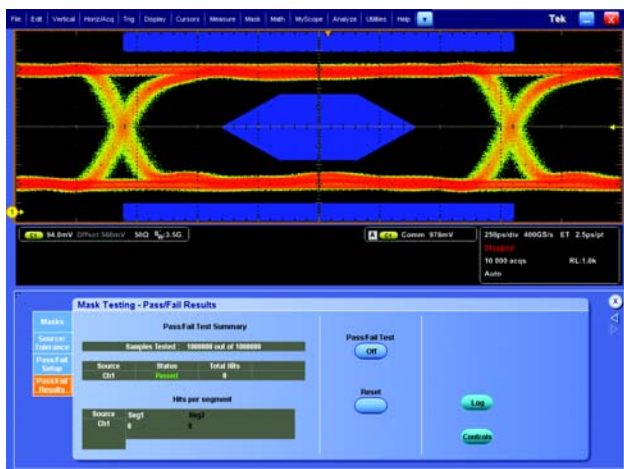 File Edit Vertical Horiz/Acq Trig Display Cursors Measure Mask Math MyScope Analyze Utilities Help Tek
C1 94.0mV Offset:560mV 50Ω BW:3.5G
A C1 Comm 978mV
250ps/div 400GS/s ET 2.5ps/pt
Stopped
10 000 acqs RL:1.0k
Auto
Mask Testing - Pass/Fail Results
Masks
Source/
Tolerance
Pass/Fail
Setup
Pass/Fail
Results
Pass/Fail Test Summary
Samples Tested : 1000000 out of 1000000
Source Status Total Hits
Ch1 Passed 0
Hits per segment
Source Seg1 Seg2
Ch1 0 0
Pass/Fail Test
Off
Reset
Log
Controls